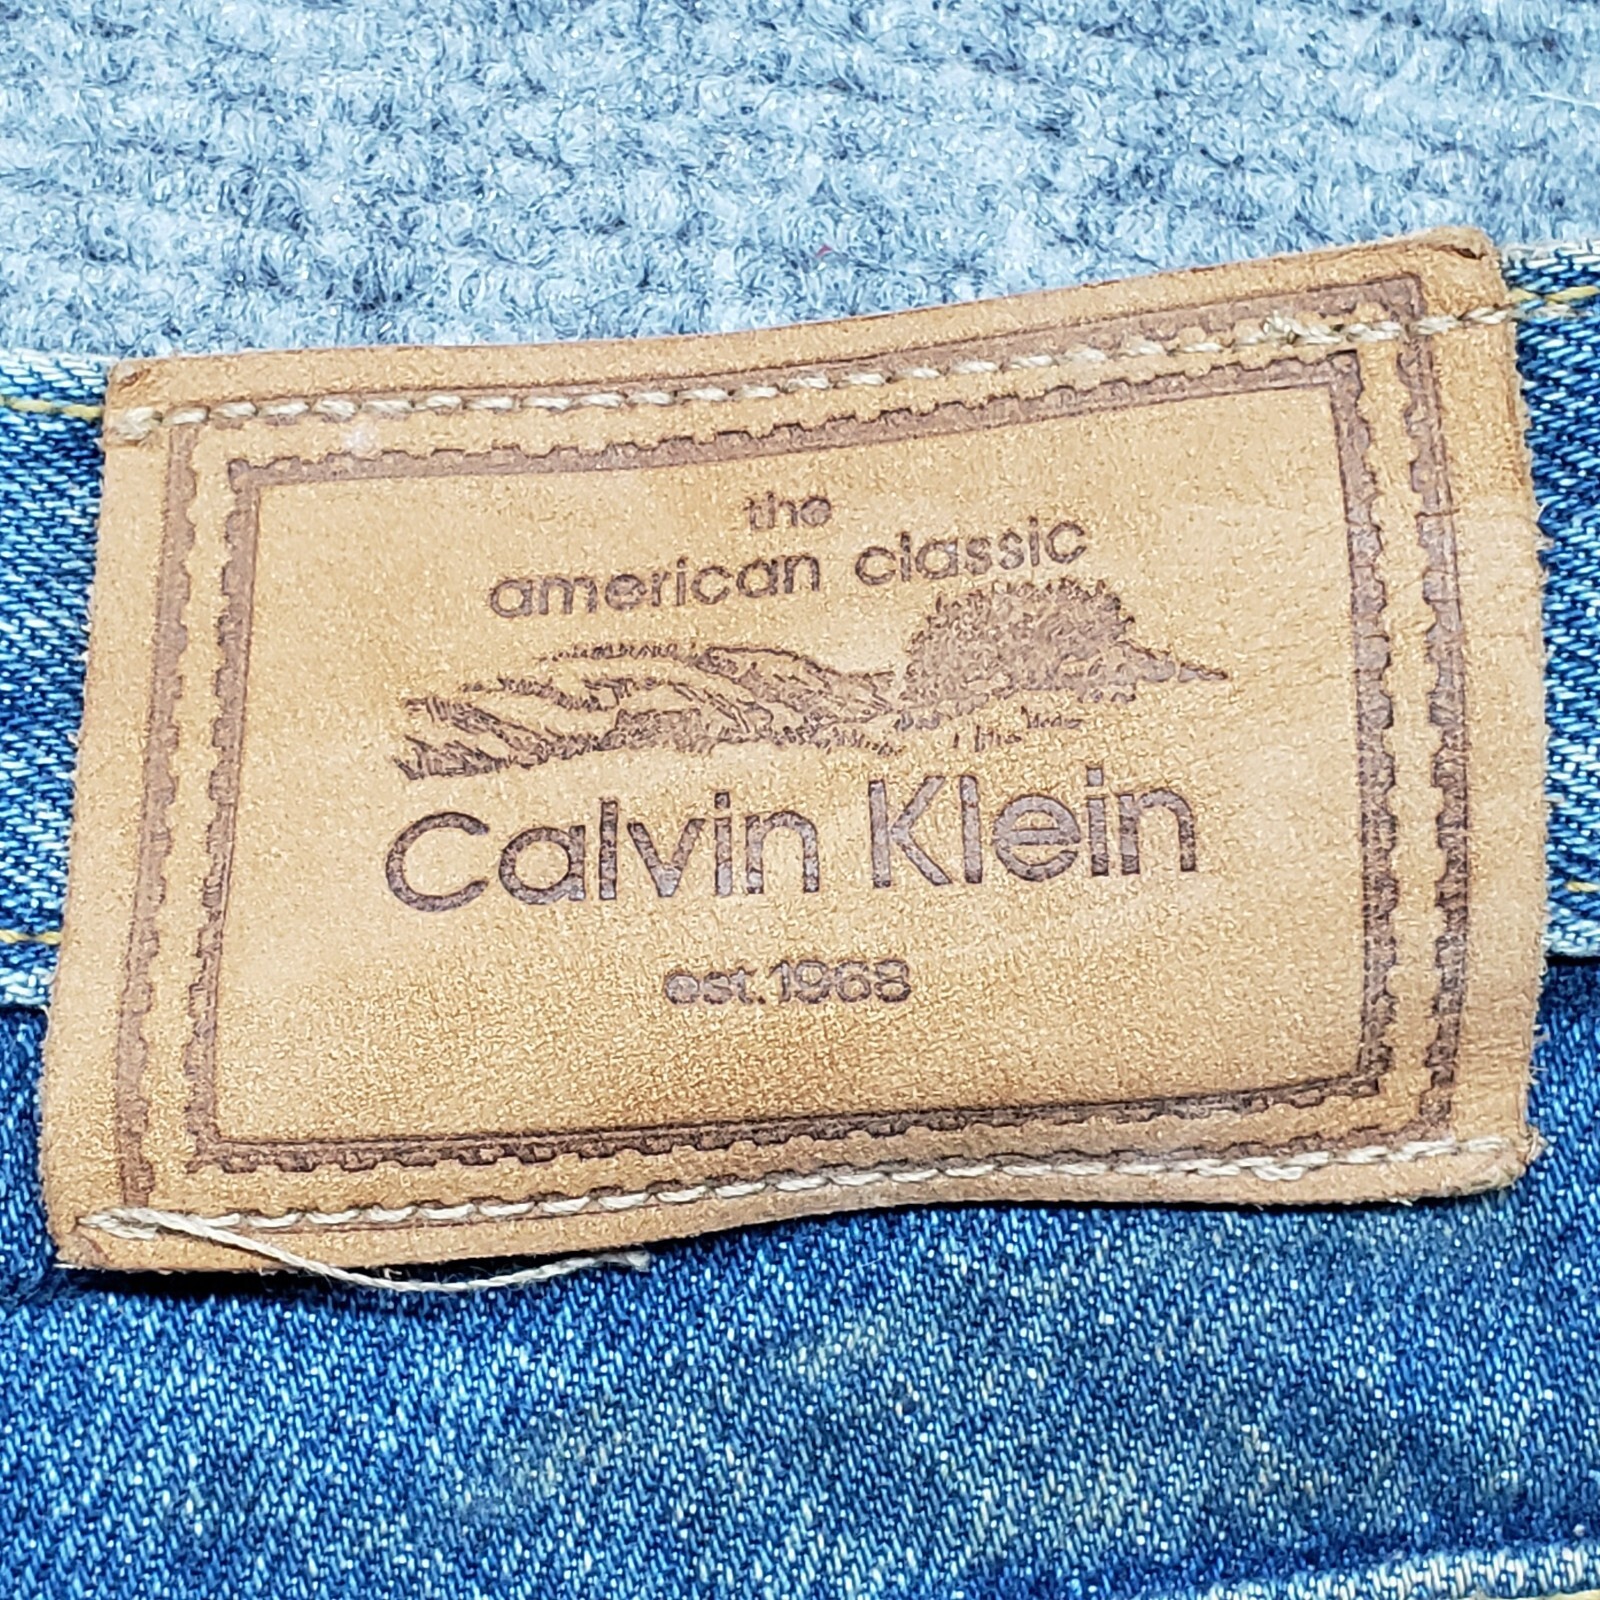 the
american classic
Calvin Klein
est.1968